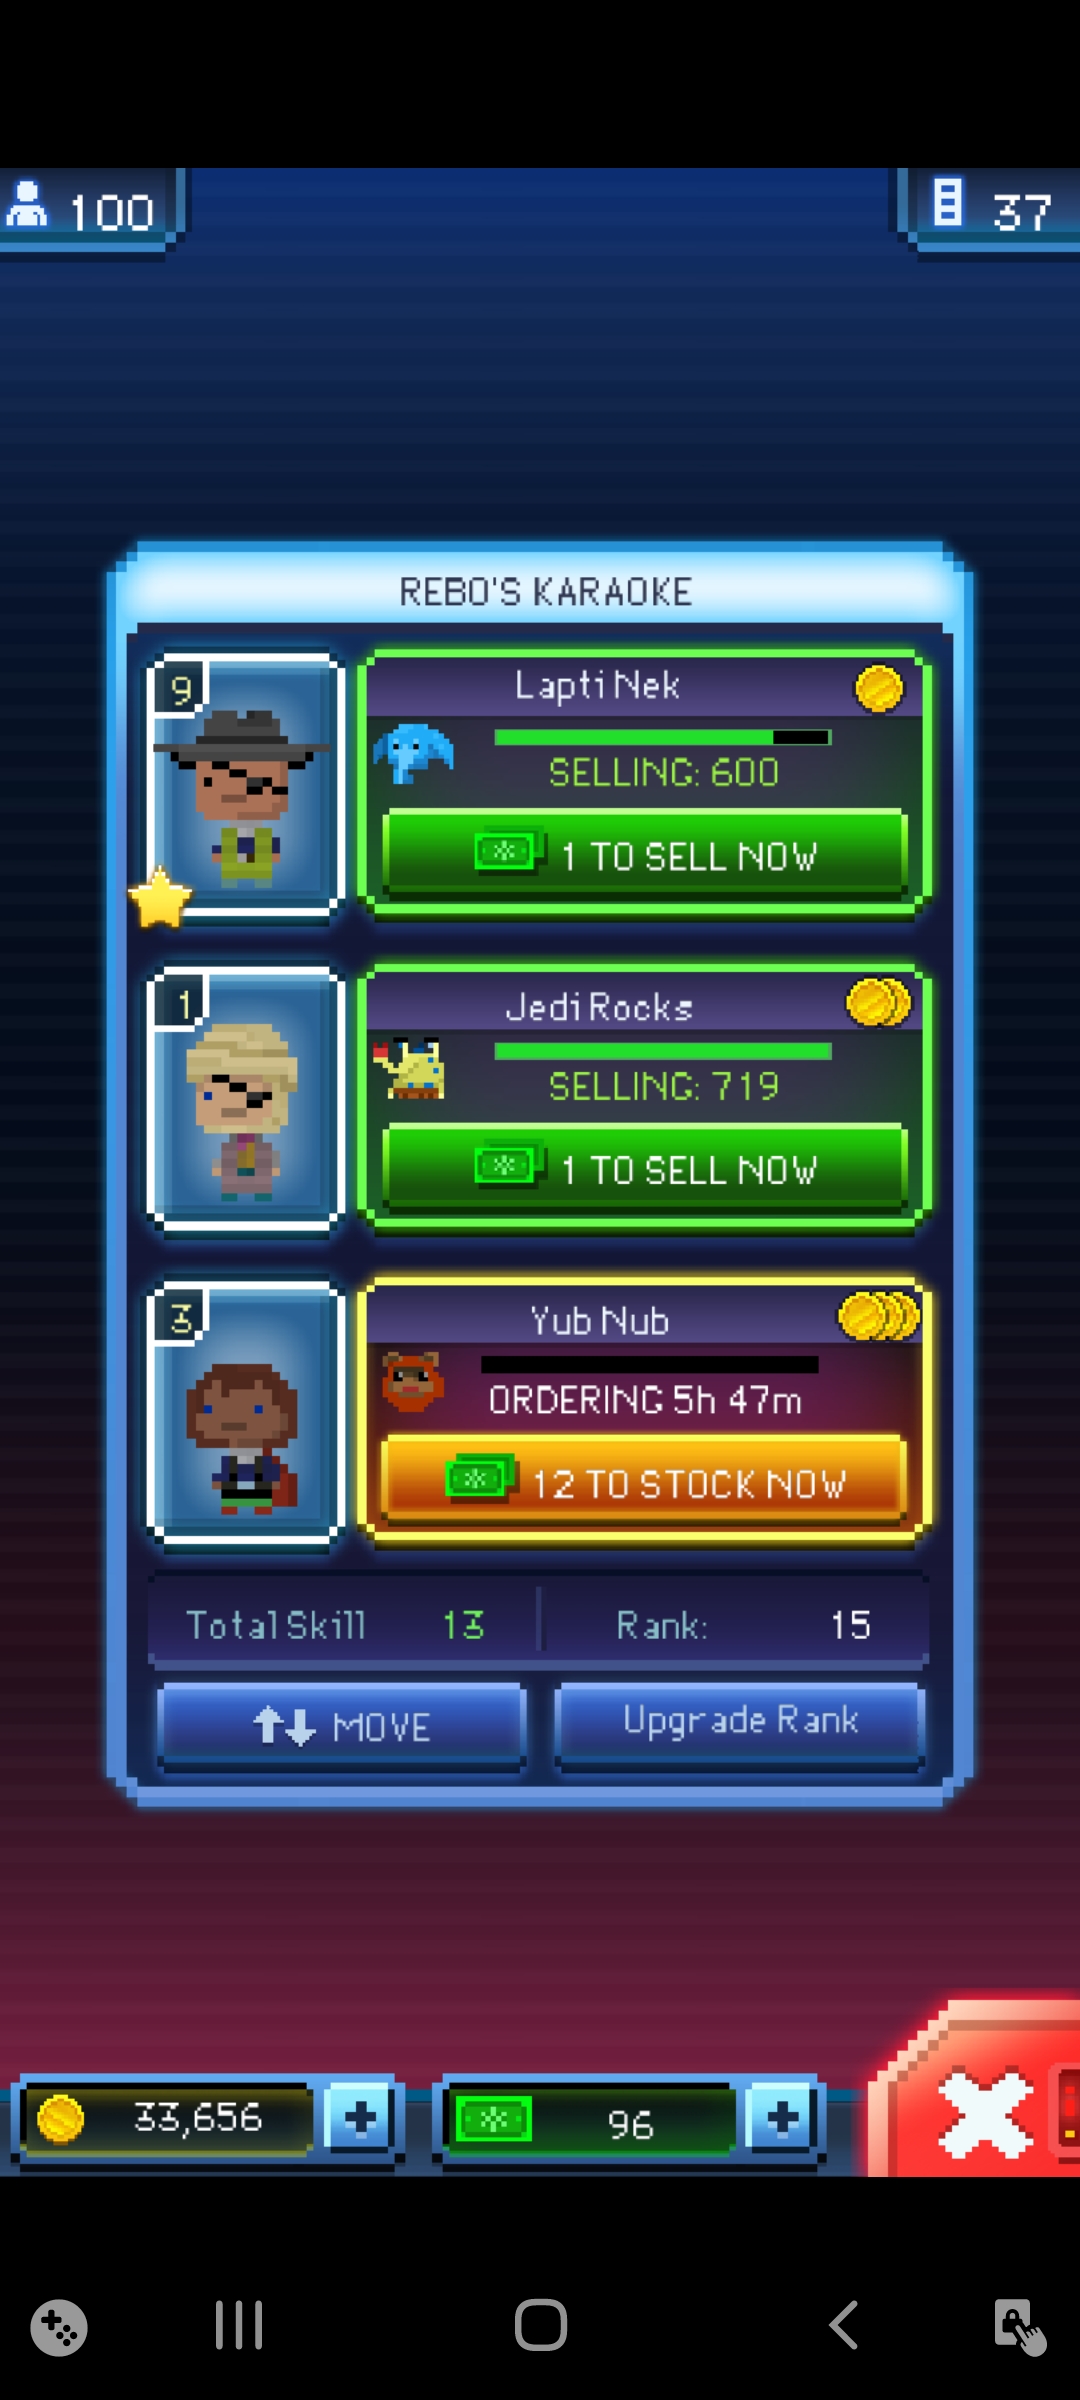 100
37
REBO'S KARAOKE
9
Lapti Nek
SELLING: 600
1 TO SELL NOW
1
Jedi Rocks
SELLING: 719
1 TO SELL NOW
3
Yub Nub
ORDERING 5h 47m
12 TO STOCK NOW
Total Skill 13
Rank: 15
MOVE
Upgrade Rank
33,656
96